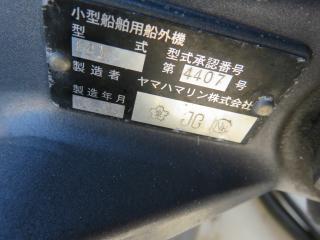 小型船舶用船外機
型 式 型式承認番号
製造者 第 4407 号
ヤマハマリン株式会社
製造年月
JG